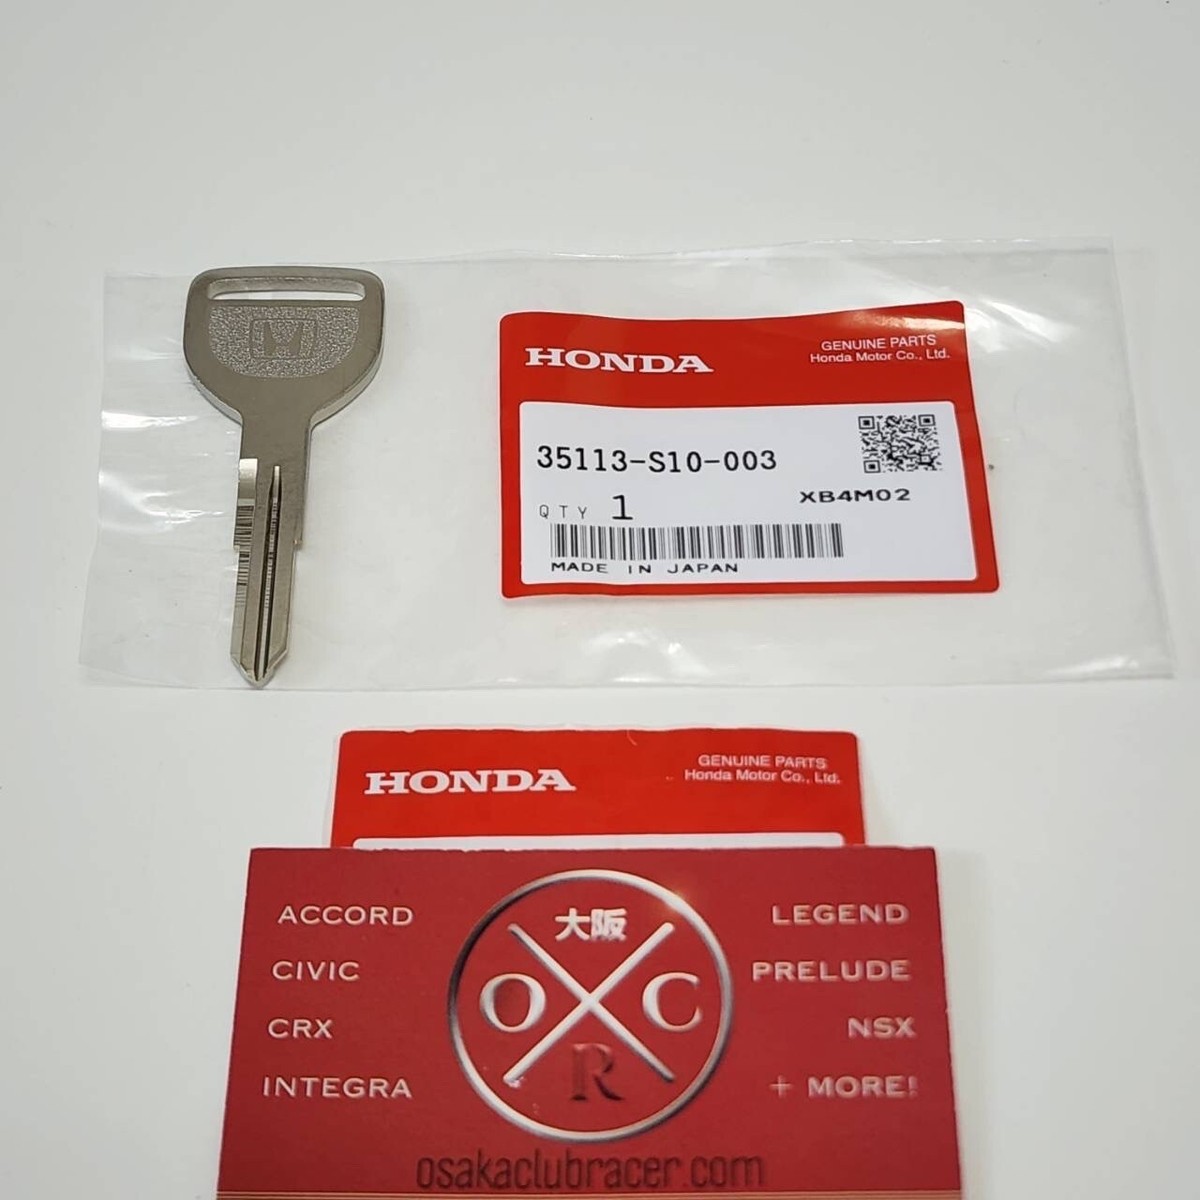 HONDA
GENUINE PARTS
Honda Motor Co., Ltd.
35113-S10-003
XB4M02
QTY 1
MADE IN JAPAN
HONDA
GENUINE PARTS
Honda Motor Co., Ltd.
ACCORD
CIVIC
CRX
INTEGRA
大阪
O C
R
LEGEND
PRELUDE
NSX
+ MORE!
osakaclubracer.com